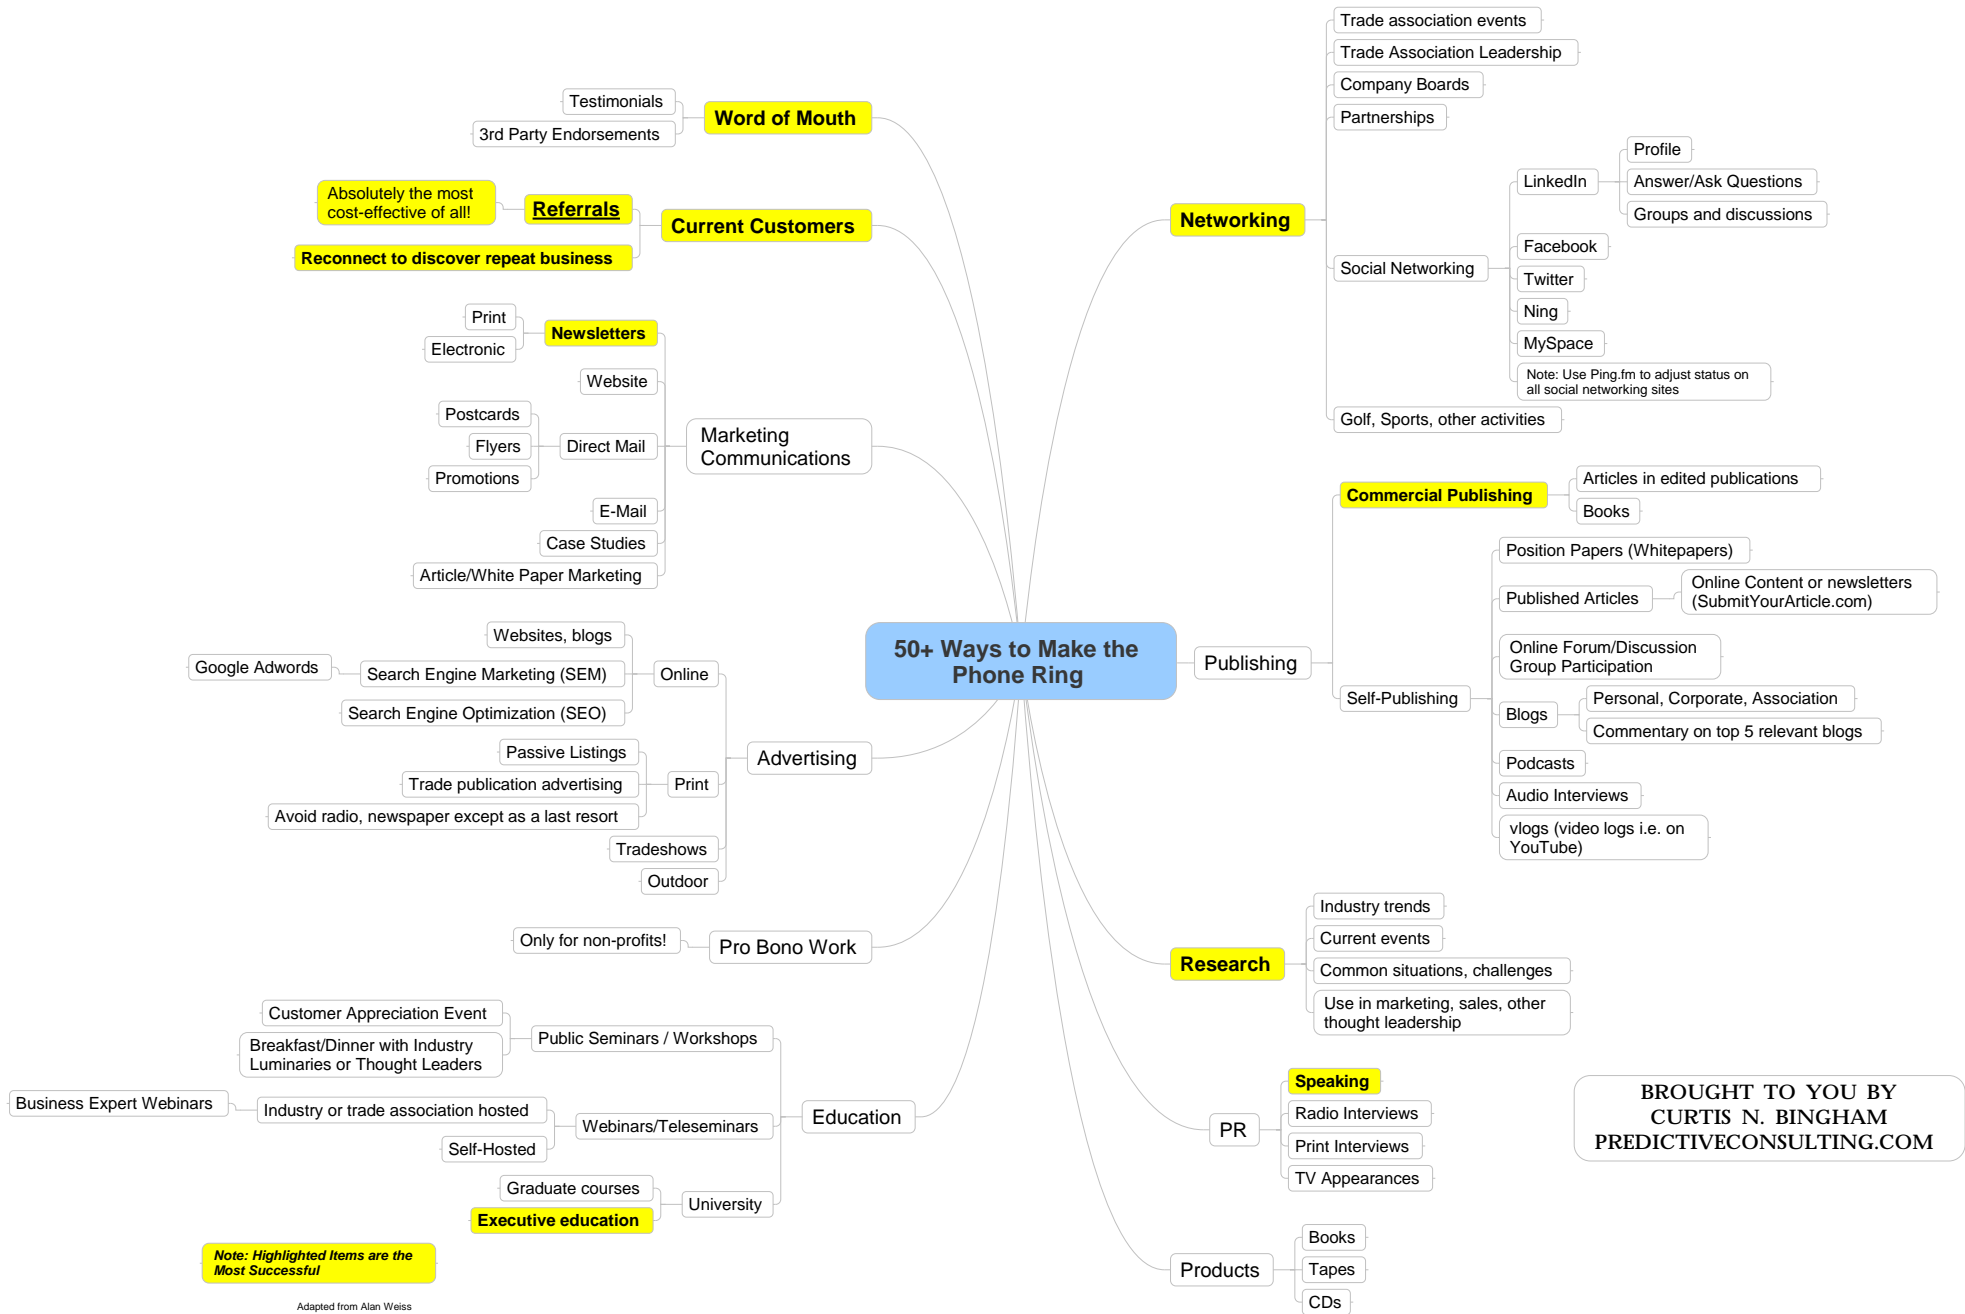 50+ Ways to Make the
Phone Ring
Word of Mouth
Testimonials
3rd Party Endorsements
Current Customers
Referrals
Absolutely the most
cost-effective of all!
Reconnect to discover repeat business
Marketing
Communications
Newsletters
Print
Electronic
Website
Direct Mail
Postcards
Flyers
Promotions
E-Mail
Case Studies
Article/White Paper Marketing
Advertising
Online
Websites, blogs
Search Engine Marketing (SEM)
Google Adwords
Search Engine Optimization (SEO)
Print
Passive Listings
Trade publication advertising
Avoid radio, newspaper except as a last resort
Tradeshows
Outdoor
Pro Bono Work
Only for non-profits!
Education
Public Seminars / Workshops
Customer Appreciation Event
Breakfast/Dinner with Industry
Luminaries or Thought Leaders
Webinars/Teleseminars
Industry or trade association hosted
Business Expert Webinars
Self-Hosted
University
Graduate courses
Executive education
Note: Highlighted Items are the
Most Successful
Adapted from Alan Weiss
Networking
Trade association events
Trade Association Leadership
Company Boards
Partnerships
Social Networking
LinkedIn
Profile
Answer/Ask Questions
Groups and discussions
Facebook
Twitter
Ning
MySpace
Note: Use Ping.fm to adjust status on
all social networking sites
Golf, Sports, other activities
Publishing
Commercial Publishing
Articles in edited publications
Books
Self-Publishing
Position Papers (Whitepapers)
Published Articles
Online Content or newsletters
(SubmitYourArticle.com)
Online Forum/Discussion
Group Participation
Blogs
Personal, Corporate, Association
Commentary on top 5 relevant blogs
Podcasts
Audio Interviews
vlogs (video logs i.e. on
YouTube)
Research
Industry trends
Current events
Common situations, challenges
Use in marketing, sales, other
thought leadership
PR
Speaking
Radio Interviews
Print Interviews
TV Appearances
Products
Books
Tapes
CDs
BROUGHT TO YOU BY
CURTIS N. BINGHAM
PREDICTIVECONSULTING.COM